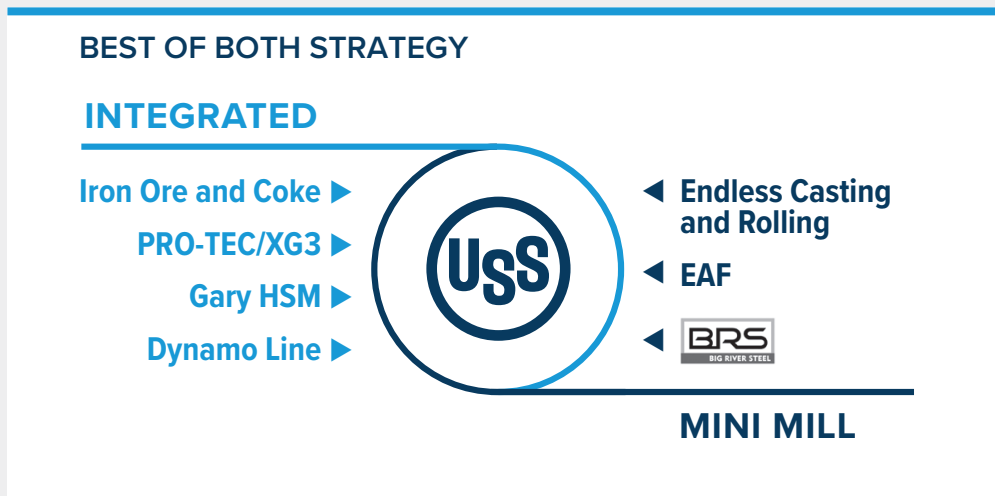 BEST OF BOTH STRATEGY
INTEGRATED
Iron Ore and Coke
PRO-TEC/XG3
Gary HSM
Dynamo Line
USS
Endless Casting
and Rolling
EAF
BRS
BIG RIVER STEEL
MINI MILL